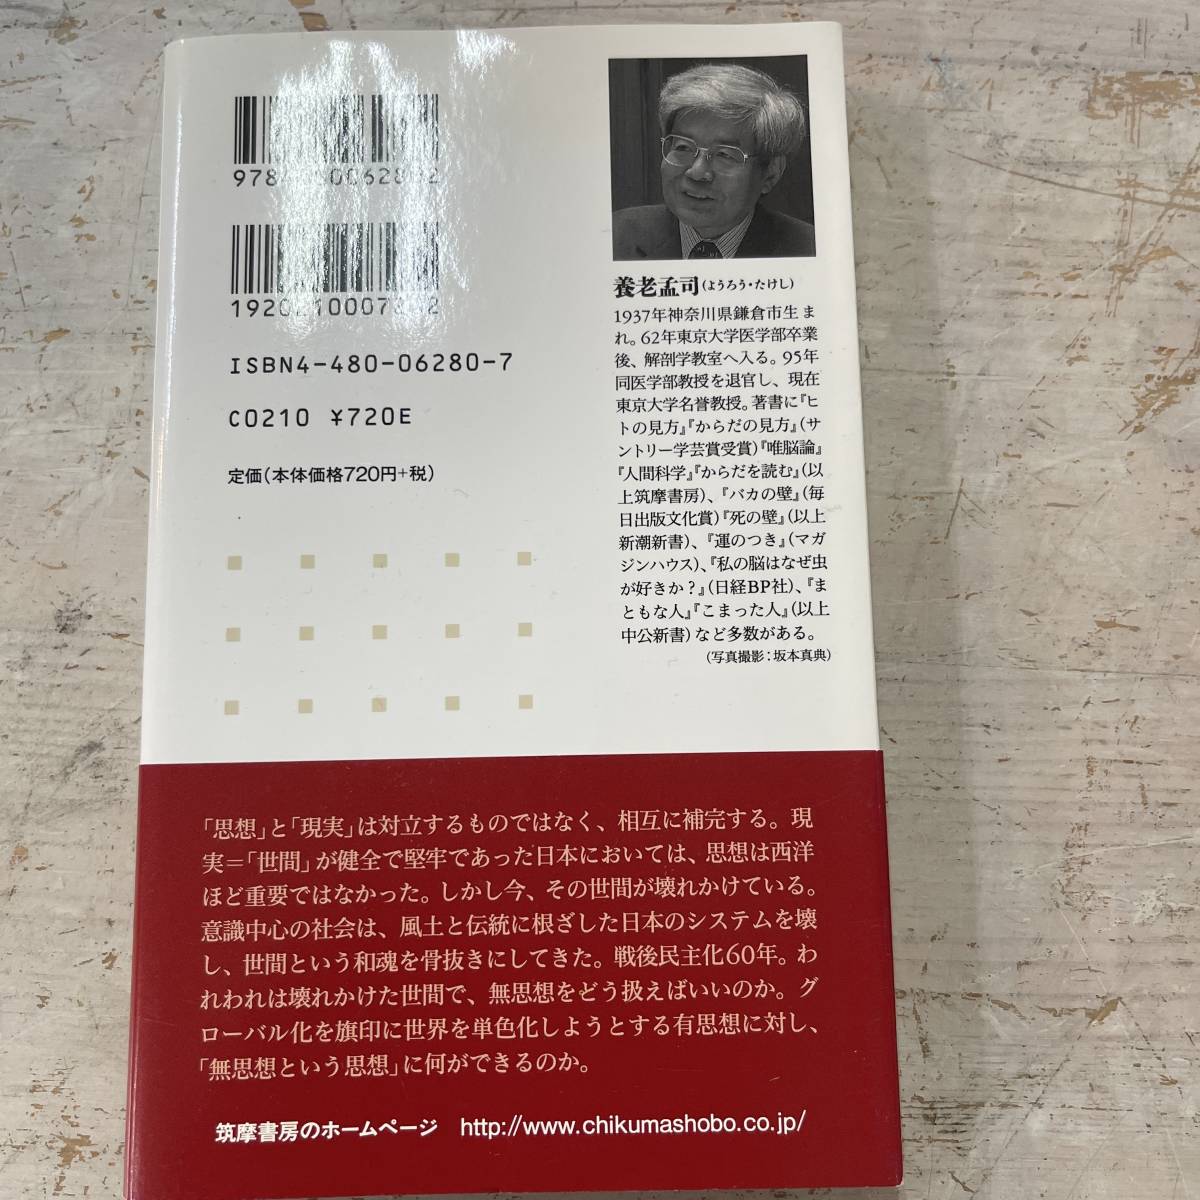 ISBN4-480-06280-7
C0210 ¥720E
定価(本体価格720円+税)
養老孟司(ようろう・たけし)
1937年神奈川県鎌倉市生ま
れ。62年東京大学医学部卒業
後、解剖学教室へ入る。95年
同医学部教授を退官し、現在
東京大学名誉教授。著書に『ヒ
トの見方』『からだの見方』(サ
ントリー学芸賞受賞)『唯脳論』
『人間科学』『からだを読む』(以
上筑摩書房)、『バカの壁』(毎
日出版文化賞)『死の壁』(以上
新潮新書)、『運のつき』(マガ
ジンハウス)、『私の脳はなぜ虫
が好きか?』(日経BP社)、『ま
ともな人』『こまった人』(以上
中公新書)など多数がある。
(写真撮影:坂本真典)
「思想」と「現実」は対立するものではなく、相互に補完する。現
実=「世間」が健全で堅牢であった日本においては、思想は西洋
ほど重要ではなかった。しかし今、その世間が壊れかけている。
意識中心の社会は、風土と伝統に根ざした日本のシステムを壊
し、世間という和魂を骨抜きにしてきた。戦後民主化60年。わ
れわれは壊れかけた世間で、無思想をどう扱えばいいのか。グ
ローバル化を旗印に世界を単色化しようとする有思想に対し、
「無思想という思想」に何ができるのか。
筑摩書房のホームページ http://www.chikumashobo.co.jp/